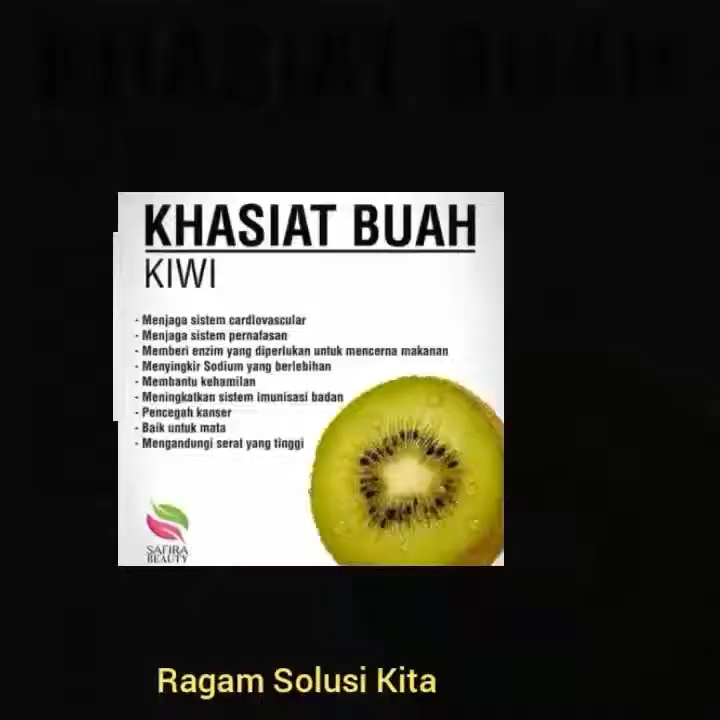 KHASIAT BUAH
KIWI
- Menjaga sistem cardiovascular
- Menjaga sistem pernafasan
- Memberi enzim yang diperlukan untuk mencerna makanan
- Menyingkir Sodium yang berlebihan
- Membantu kehamilan
- Meningkatkan sistem imunisasi badan
- Pencegah kanser
- Baik untuk mata
- Mengandungi serat yang tinggi
SAFIRA
BEAUTY
Ragam Solusi Kita